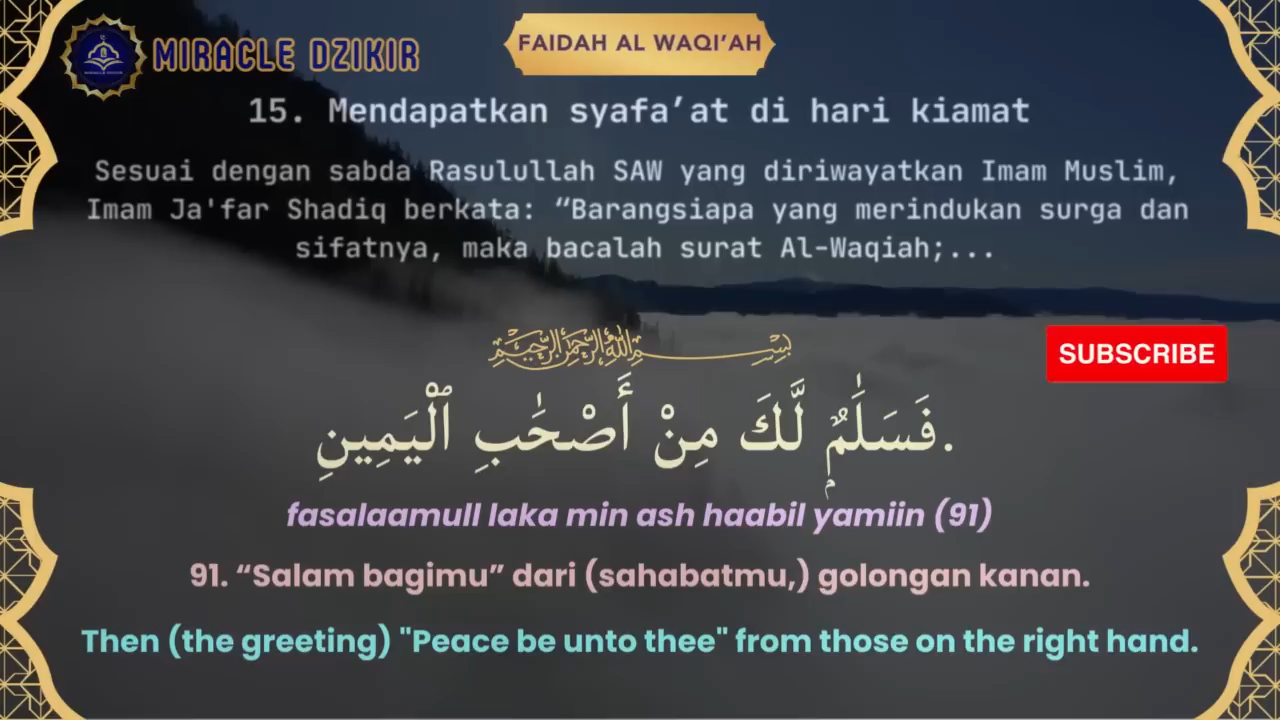 MIRACLE DZIKIR
FAIDAH AL WAQI’AH
15. Mendapatkan syafa’at di hari kiamat
Sesuai dengan sabda Rasulullah SAW yang diriwayatkan Imam Muslim,
Imam Ja'far Shadiq berkata: “Barangsiapa yang merindukan surga dan
sifatnya, maka bacalah surat Al-Waqiah;...
بِسْمِ اللهِ الرَّحْمٰنِ الرَّحِيْمِ
SUBSCRIBE
.فَسَلَٰمٌۭ لَّكَ مِنْ أَصْحَٰبِ ٱلْيَمِينِ
fasalaamull laka min ash haabil yamiin (91)
91. “Salam bagimu” dari (sahabatmu,) golongan kanan.
Then (the greeting) "Peace be unto thee" from those on the right hand.